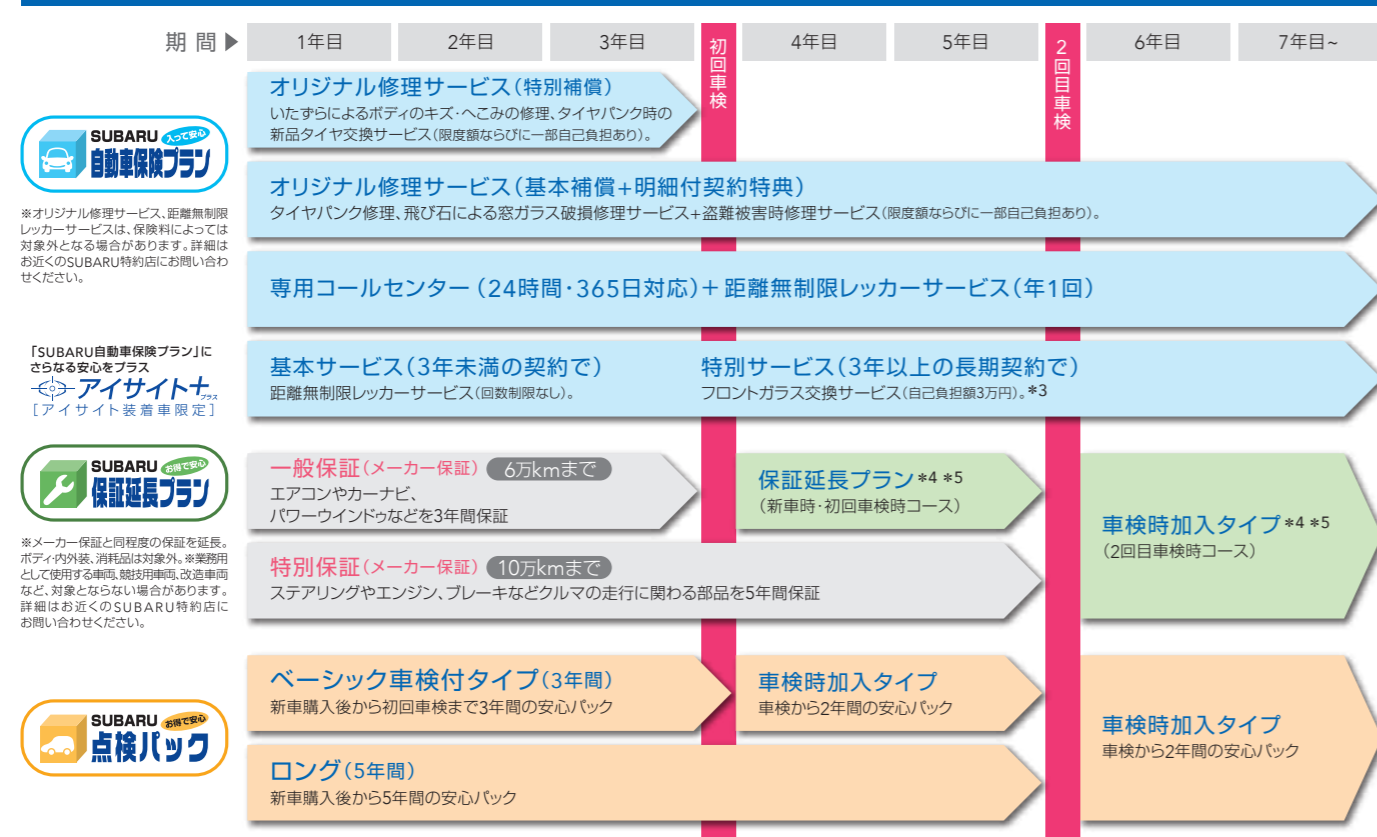 期間▶
1年目
2年目
3年目
初回車検
4年目
5年目
2回目車検
6年目
7年目~
SUBARU 入って安心
自動車保険プラン
※オリジナル修理サービス、距離無制限
レッカーサービスは、保険料によっては
対象外となる場合があります。詳細は
お近くのSUBARU特約店にお問い合わ
せください。
オリジナル修理サービス(特別補償)
いたずらによるボディのキズ・へこみの修理、タイヤパンク時の
新品タイヤ交換サービス(限度額ならびに一部自己負担あり)。
オリジナル修理サービス(基本補償+明細付契約特典)
タイヤパンク修理、飛び石による窓ガラス破損修理サービス+盗難被害時修理サービス(限度額ならびに一部自己負担あり)。
専用コールセンター(24時間・365日対応)+距離無制限レッカーサービス(年1回)
「SUBARU自動車保険プラン」に
さらなる安心をプラス
アイサイト+プラス
[アイサイト装着車限定]
基本サービス(3年未満の契約で)
距離無制限レッカーサービス(回数制限なし)。
特別サービス(3年以上の長期契約で)
フロントガラス交換サービス(自己負担額3万円)。*3
SUBARU お得で安心
保証延長プラン
※メーカー保証と同程度の保証を延長。
ボディ・内外装、消耗品は対象外。※業務用
として使用する車両、競技用車両、改造車両
など、対象とならない場合があります。
詳細はお近くのSUBARU特約店に
お問い合わせください。
一般保証(メーカー保証) 6万kmまで
エアコンやカーナビ、
パワーウインドゥなどを3年間保証
保証延長プラン*4 *5
(新車時・初回車検時コース)
特別保証(メーカー保証) 10万kmまで
ステアリングやエンジン、ブレーキなどクルマの走行に関わる部品を5年間保証
車検時加入タイプ*4 *5
(2回目車検時コース)
SUBARU お得で安心
点検パック
ベーシック車検付タイプ(3年間)
新車購入後から初回車検まで3年間の安心パック
車検時加入タイプ
車検から2年間の安心パック
ロング(5年間)
新車購入後から5年間の安心パック
車検時加入タイプ
車検から2年間の安心パック